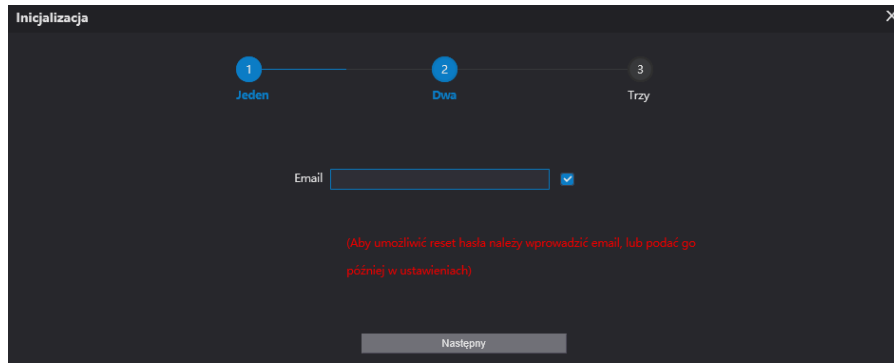 Inicjalizacja
1 2 3
Jeden Dwa Trzy
Email
(Aby umożliwić reset hasła należy wprowadzić email, lub podać go
później w ustawieniach)
Następny